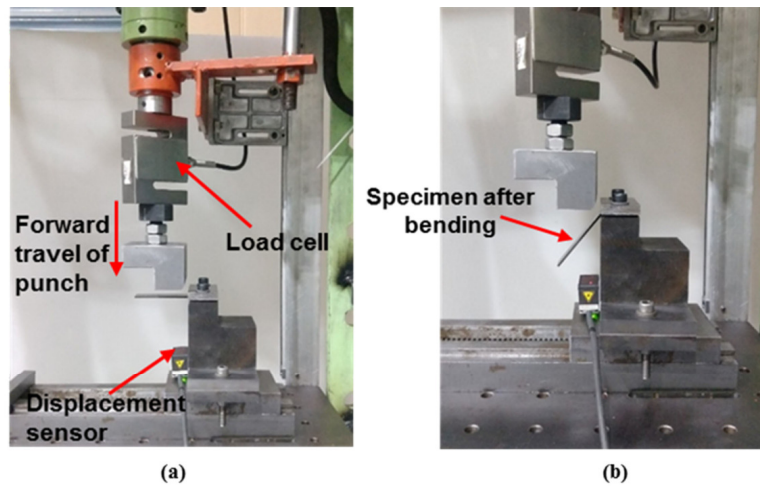 Forward
travel of
punch
Load cell
Displacement
sensor
(a)
Specimen after
bending
(b)